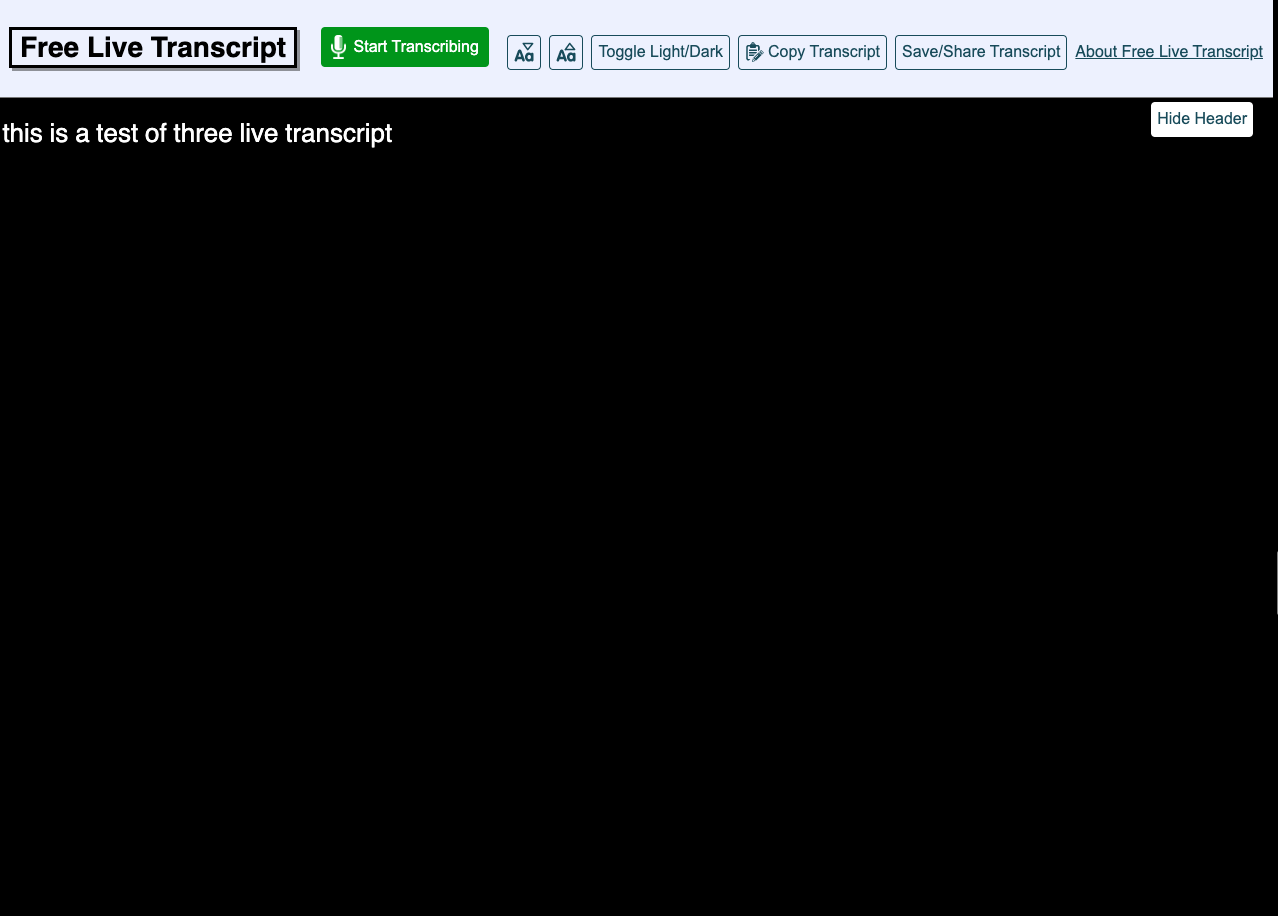 Free Live Transcript
Start Transcribing
Aa
Aa
Toggle Light/Dark
Copy Transcript
Save/Share Transcript
About Free Live Transcript
Hide Header
this is a test of three live transcript